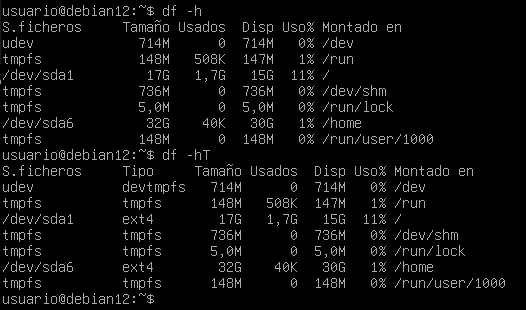 usuario@debian12:~$ df -h
S.ficheros     Tamaño Usados  Disp Uso% Montado en
udev             714M      0  714M   0% /dev
tmpfs            148M   508K  147M   1% /run
/dev/sda1         17G   1,7G   15G  11% /
tmpfs            736M      0  736M   0% /dev/shm
tmpfs            5,0M      0  5,0M   0% /run/lock
/dev/sda6         32G    40K   30G   1% /home
tmpfs            148M      0  148M   0% /run/user/1000
usuario@debian12:~$ df -hT
S.ficheros     Tipo     Tamaño Usados  Disp Uso% Montado en
udev           devtmpfs   714M      0  714M   0% /dev
tmpfs          tmpfs      148M   508K  147M   1% /run
/dev/sda1      ext4        17G   1,7G   15G  11% /
tmpfs          tmpfs      736M      0  736M   0% /dev/shm
tmpfs          tmpfs      5,0M      0  5,0M   0% /run/lock
/dev/sda6      ext4        32G    40K   30G   1% /home
tmpfs          tmpfs      148M      0  148M   0% /run/user/1000
usuario@debian12:~$